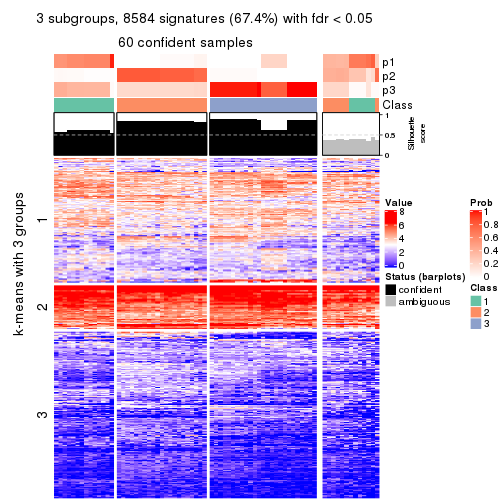 3 subgroups, 8584 signatures (67.4%) with fdr < 0.05
60 confident samples
p1
p2
p3
Class
1
0.5
0
Silhouette
score
k-means with 3 groups
1
2
3
Value
8
6
4
2
0
Prob
1
0.8
0.6
0.4
0.2
0
Status (barplots)
confident
ambiguous
Class
1
2
3